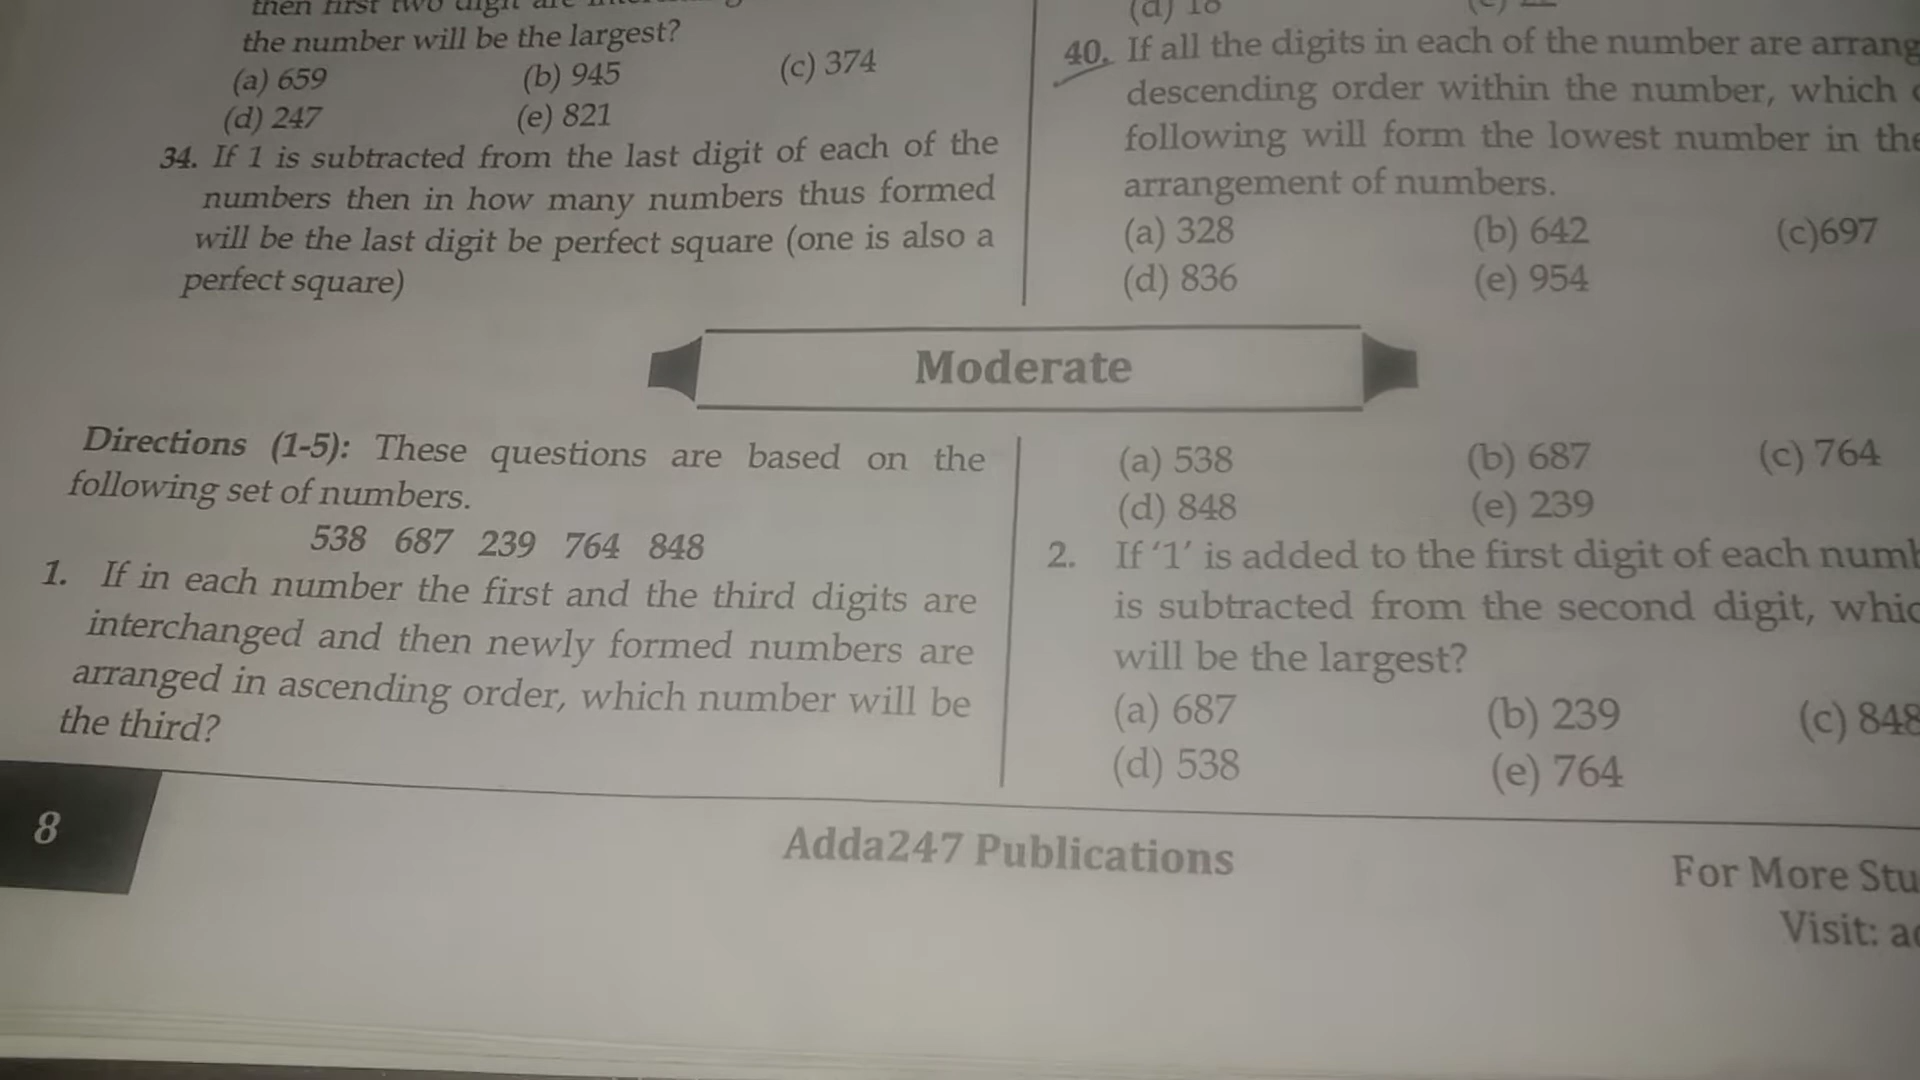 then first two digit are
the number will be the largest?
(a) 659 (b) 945 (c) 374
(d) 247 (e) 821
34. If 1 is subtracted from the last digit of each of the
numbers then in how many numbers thus formed
will be the last digit be perfect square (one is also a
perfect square)
(d) 18
40. If all the digits in each of the number are arrang
descending order within the number, which
following will form the lowest number in the
arrangement of numbers.
(a) 328 (b) 642 (c)697
(d) 836 (e) 954
Moderate
Directions (1-5): These questions are based on the
following set of numbers.
538 687 239 764 848
1. If in each number the first and the third digits are
interchanged and then newly formed numbers are
arranged in ascending order, which number will be
the third?
(a) 538 (b) 687 (c) 764
(d) 848 (e) 239
2. If '1' is added to the first digit of each numb
is subtracted from the second digit, whic
will be the largest?
(a) 687 (b) 239 (c) 848
(d) 538 (e) 764
8
Adda247 Publications
For More Stu
Visit: ad